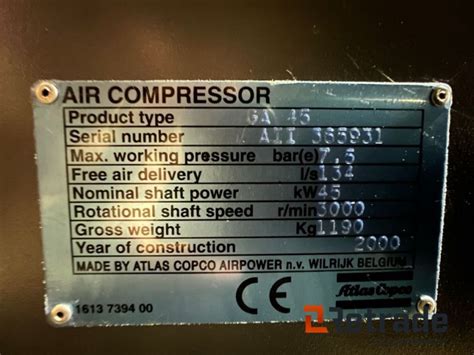 AIR COMPRESSOR
Product type GA 45
Serial number AII 365931
Max. working pressure bar(e) 7,5
Free air delivery l/s 134
Nominal shaft power kW 45
Rotational shaft speed r/min 3000
Gross weight Kg 1190
Year of construction 2000
MADE BY ATLAS COPCO AIRPOWER n.v. WILRIJK BELGIUM
CE Atlas Copco
1613 7394 00